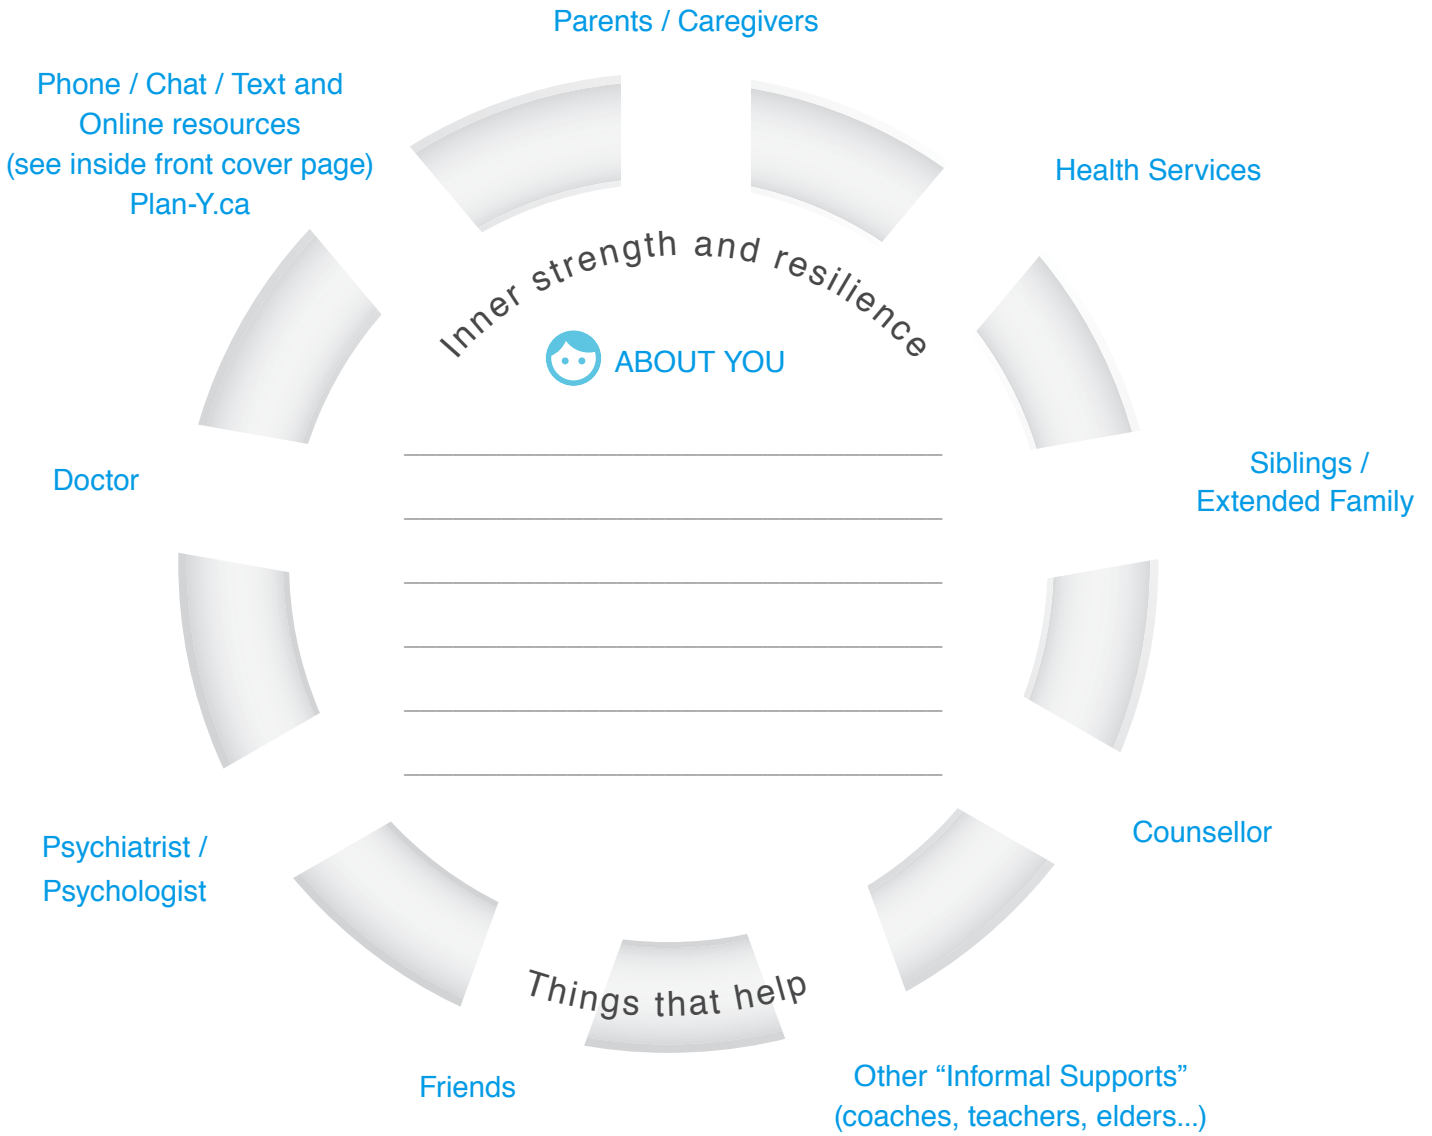 Parents / Caregivers
Phone / Chat / Text and
Online resources
(see inside front cover page)
Plan-Y.ca
Health Services
Inner strength and resilience
ABOUT YOU
Doctor
Siblings /
Extended Family
Psychiatrist /
Psychologist
Counsellor
Things that help
Friends
Other “Informal Supports”
(coaches, teachers, elders...)